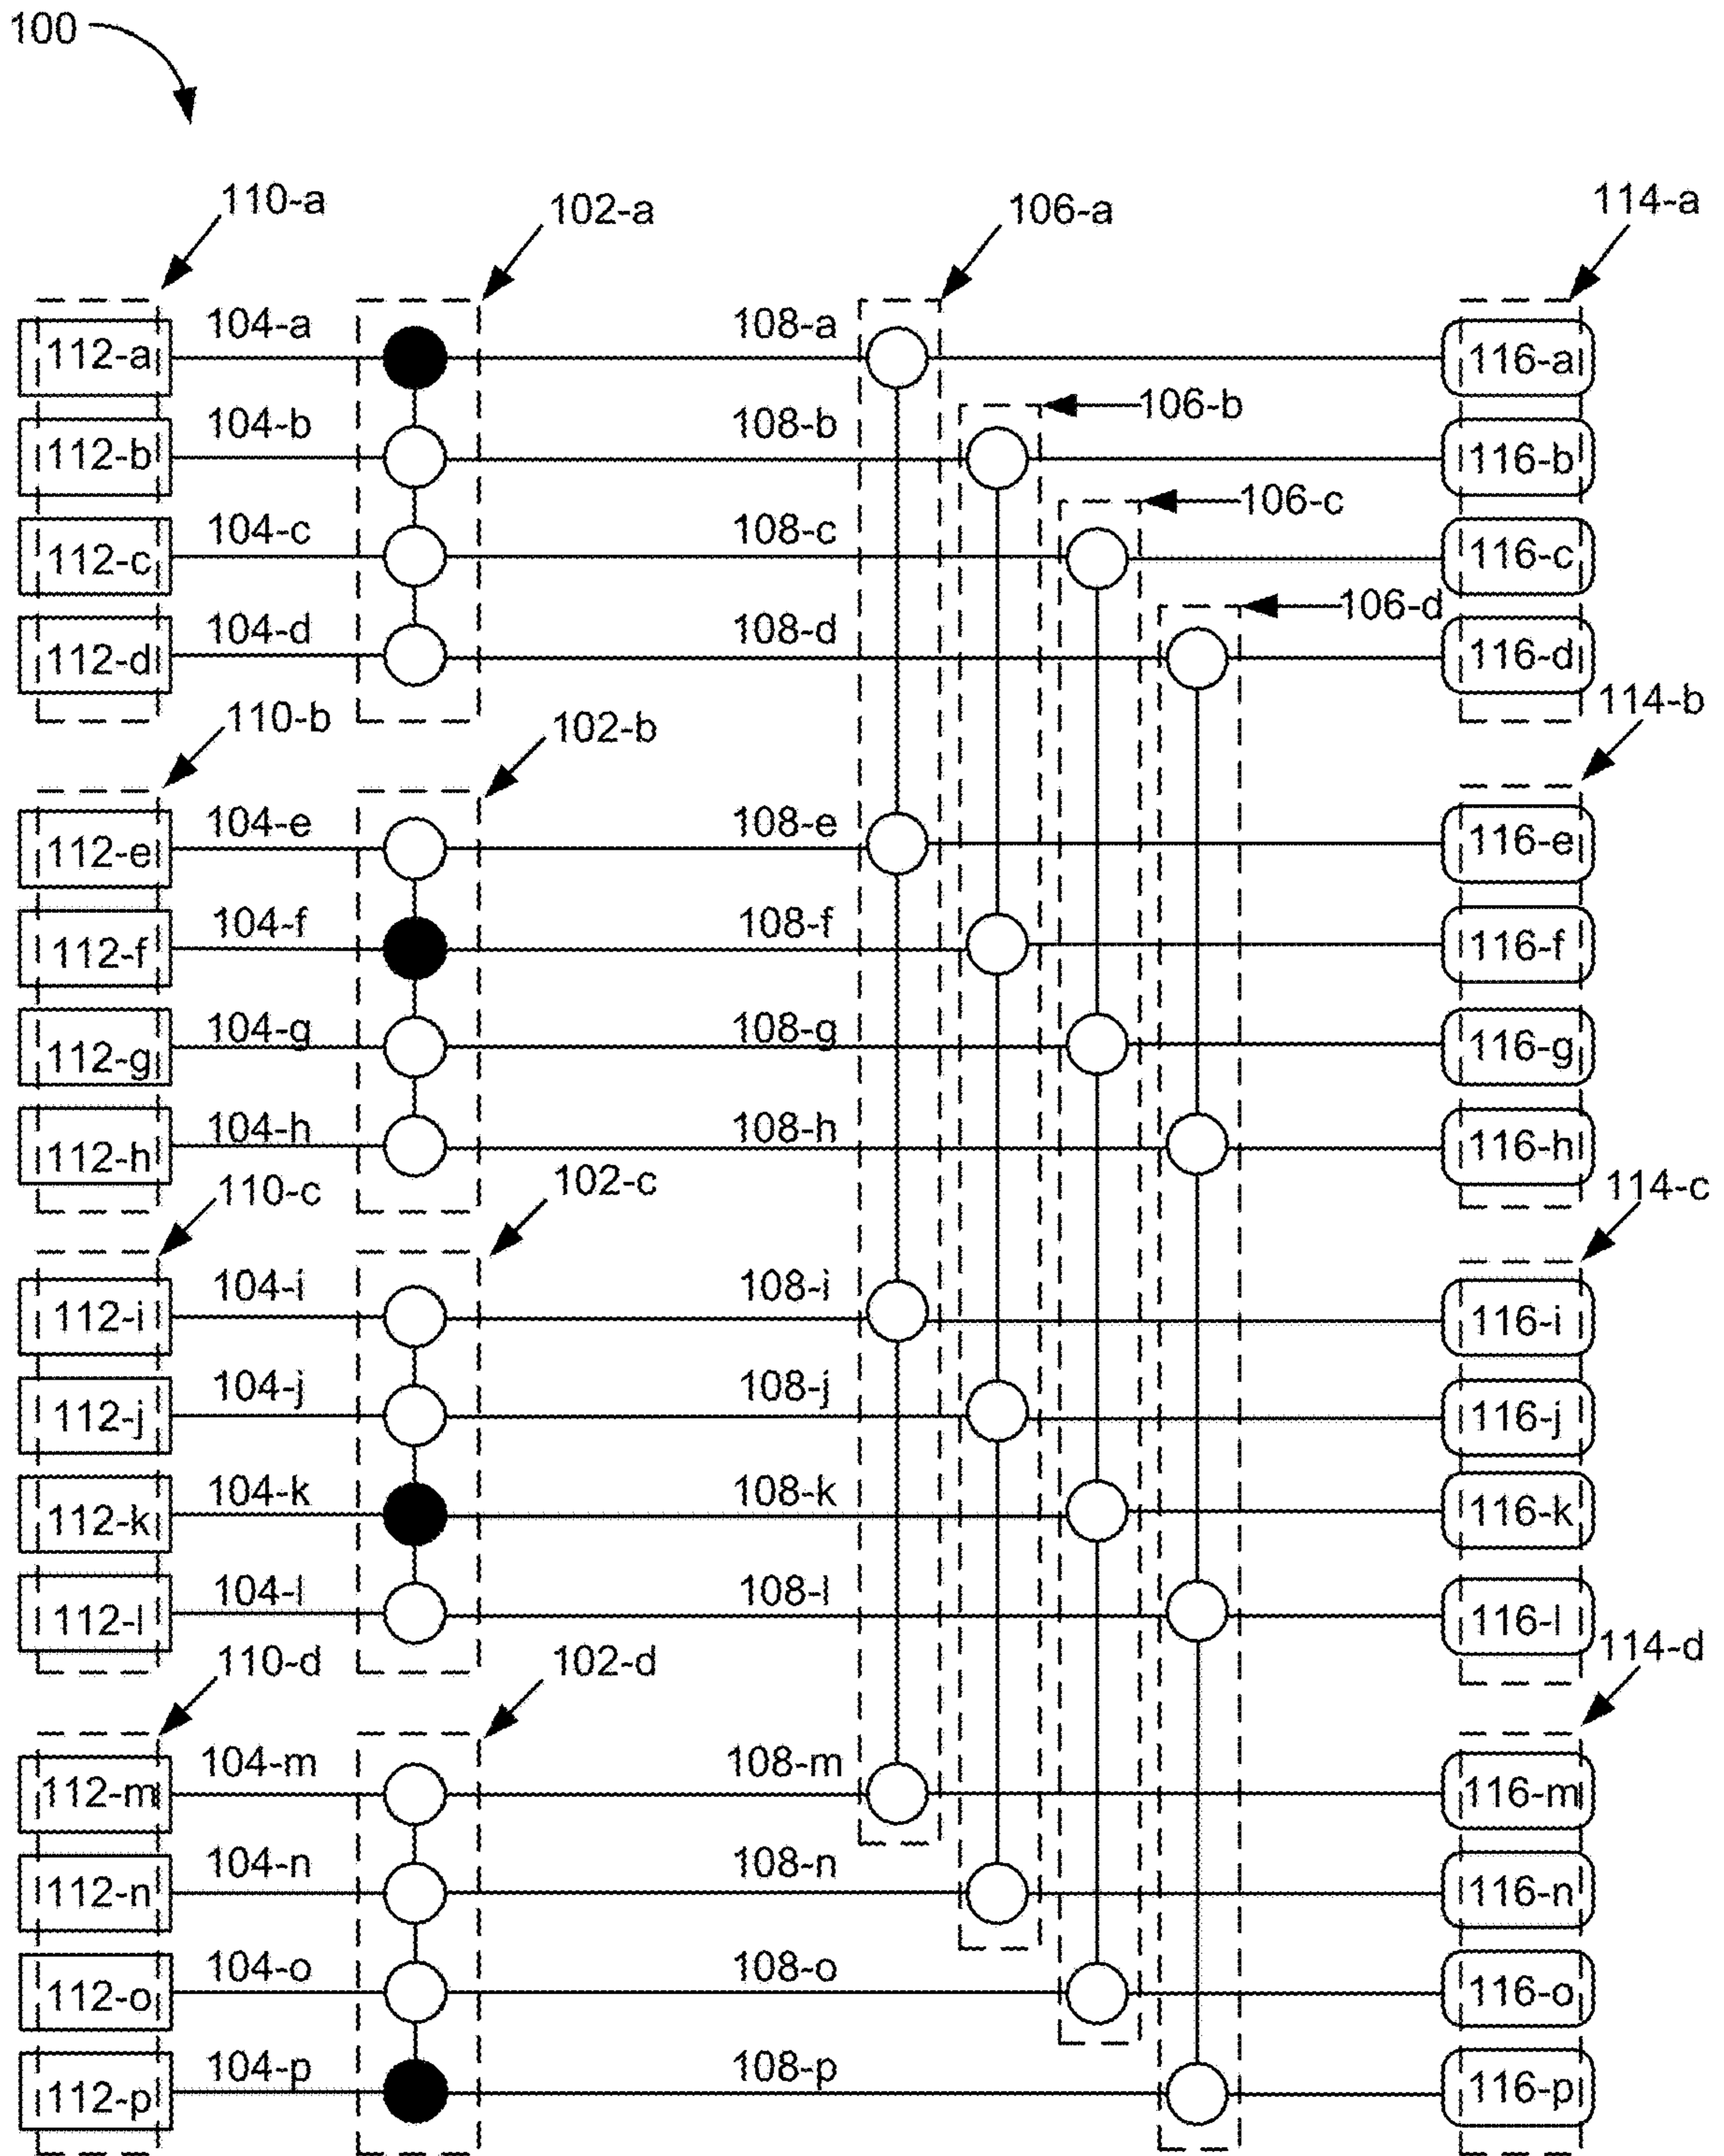 100
110-a 102-a 106-a 114-a
112-a 104-a 108-a 116-a
106-b
112-b 104-b 108-b 116-b
106-c
112-c 104-c 108-c 116-c
106-d
112-d 104-d 108-d 116-d
110-b 102-b 114-b
112-e 104-e 108-e 116-e
112-f 104-f 108-f 116-f
112-g 104-g 108-g 116-g
112-h 104-h 108-h 116-h
110-c 102-c 114-c
112-i 104-i 108-i 116-i
112-j 104-j 108-j 116-j
112-k 104-k 108-k 116-k
112-l 104-l 108-l 116-l
110-d 102-d 114-d
112-m 104-m 108-m 116-m
112-n 104-n 108-n 116-n
112-o 104-o 108-o 116-o
112-p 104-p 108-p 116-p